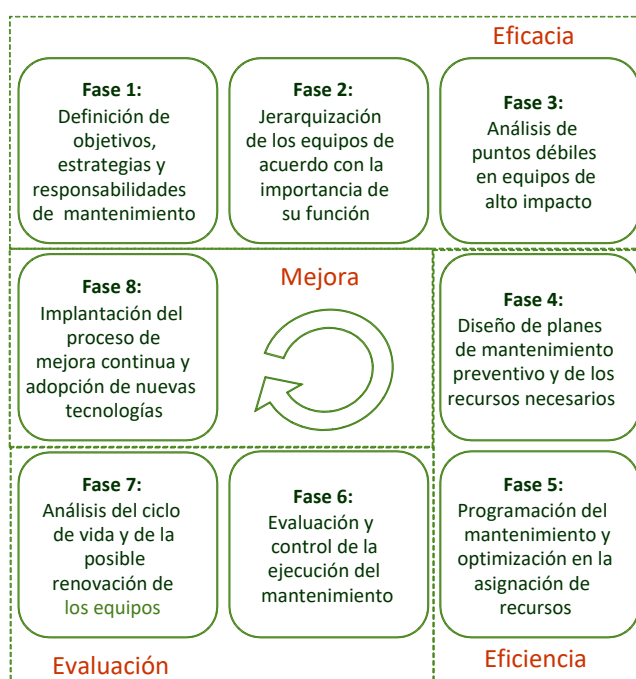 Eficacia
Fase 1:
Definición de
objetivos,
estrategias y
responsabilidades
de mantenimiento
Fase 2:
Jerarquización
de los equipos de
acuerdo con la
importancia de
su función
Fase 3:
Análisis de
puntos débiles
en equipos de
alto impacto
Fase 8:
Implantación del
proceso de
mejora continua y
adopción de nuevas
tecnologías
Mejora
Fase 4:
Diseño de planes
de mantenimiento
preventivo y de los
recursos necesarios
Fase 7:
Análisis del ciclo
de vida y de la
posible
renovación de
los equipos
Fase 6:
Evaluación y
control de la
ejecución del
mantenimiento
Fase 5:
Programación del
mantenimiento y
optimización en la
asignación de
recursos
Evaluación
Eficiencia